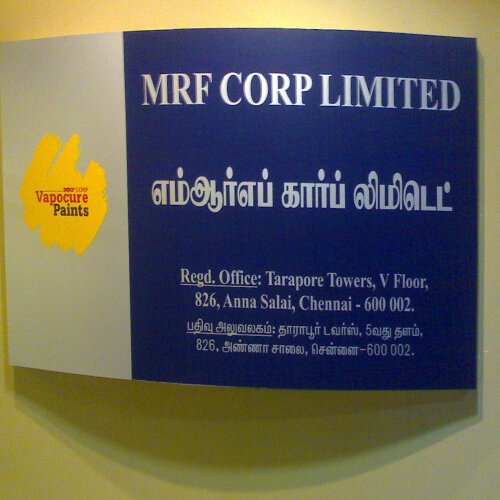 MRF CORP
Vapocure
Paints
MRF CORP LIMITED
எம்ஆர்எப் கார்ப் லிமிடெட்
Regd. Office: Tarapore Towers, V Floor,
826, Anna Salai, Chennai - 600 002.
பதிவு அலுவலகம்: தாராபூர் டவர்ஸ், 5வது தளம்,
826, அண்ணா சாலை, சென்னை-600 002.